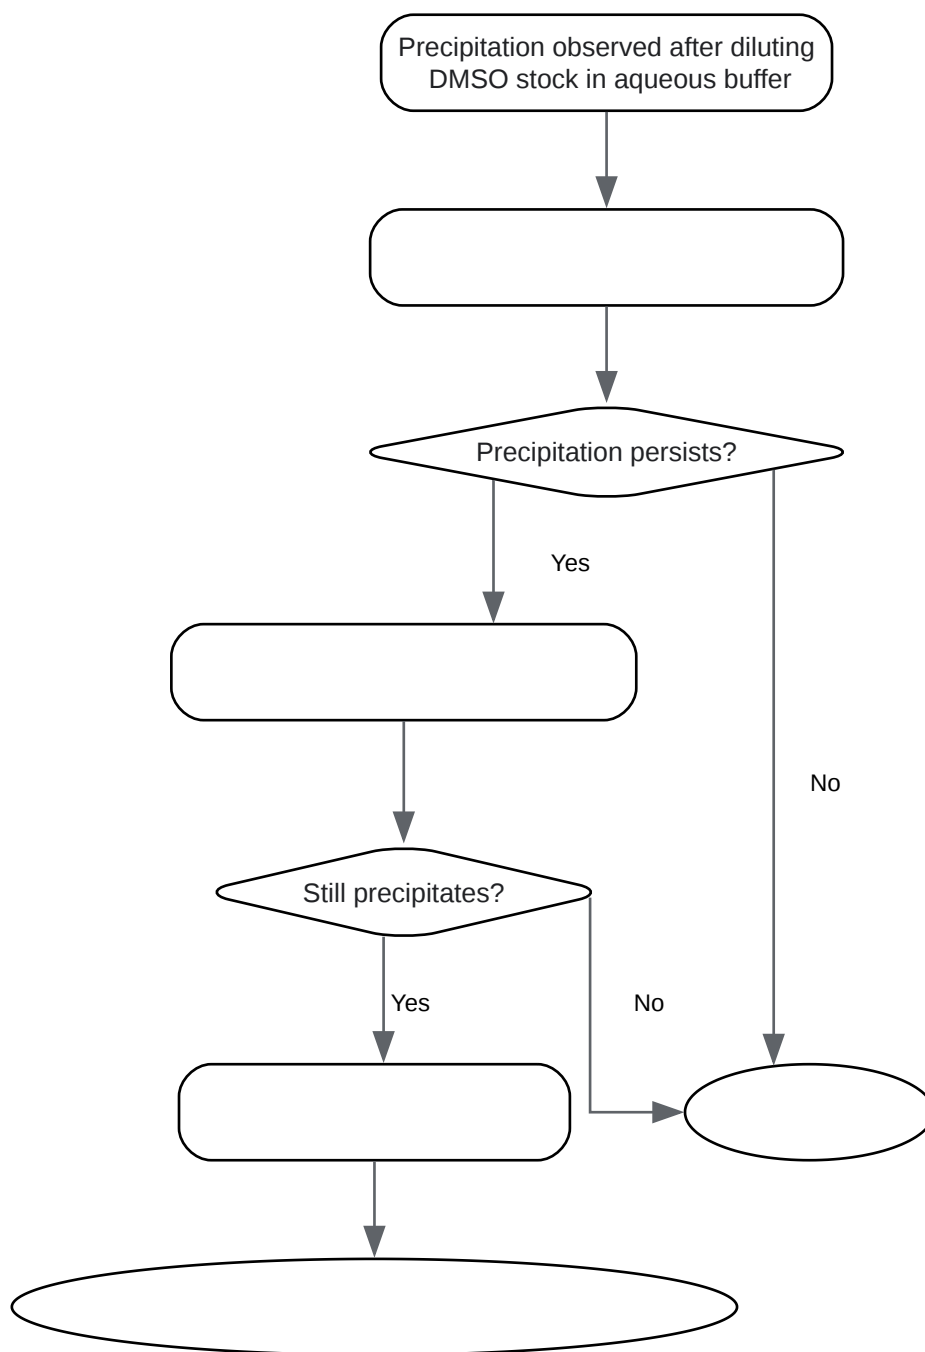 Precipitation observed after diluting
DMSO stock in aqueous buffer
Precipitation persists?
Yes
No
Still precipitates?
Yes
No